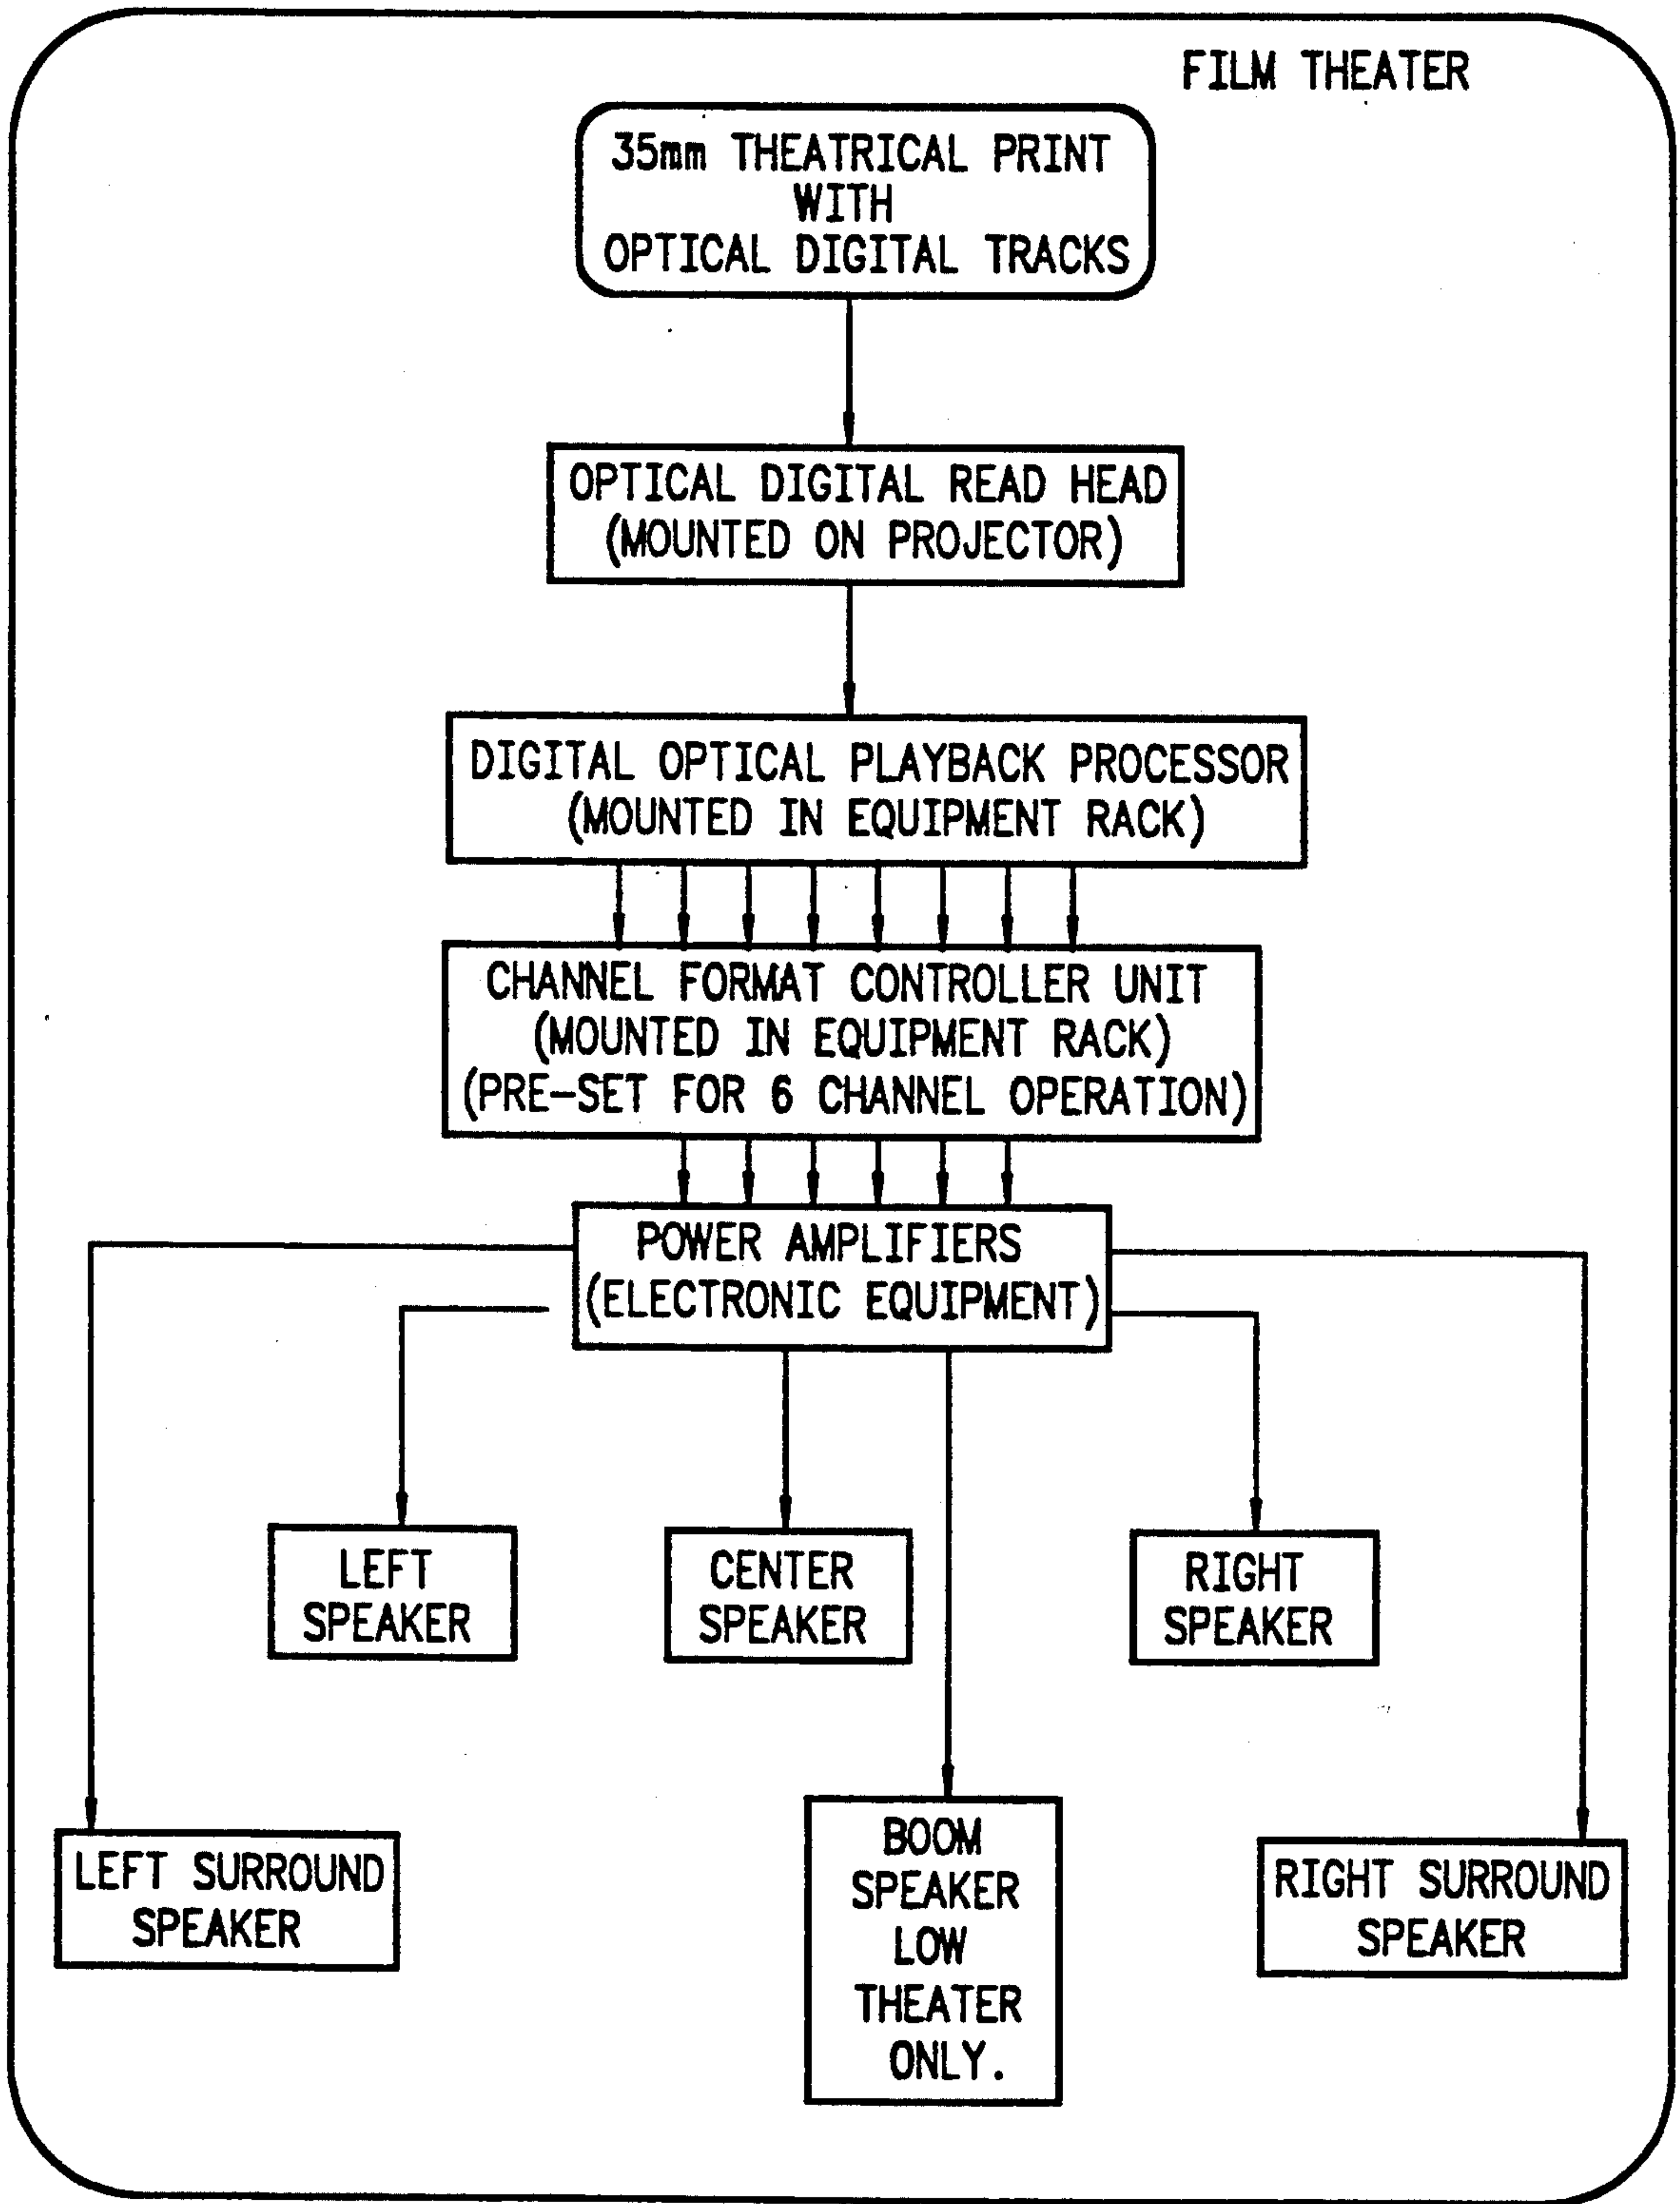 FILM THEATER
35mm THEATRICAL PRINT
WITH
OPTICAL DIGITAL TRACKS
OPTICAL DIGITAL READ HEAD
(MOUNTED ON PROJECTOR)
DIGITAL OPTICAL PLAYBACK PROCESSOR
(MOUNTED IN EQUIPMENT RACK)
CHANNEL FORMAT CONTROLLER UNIT
(MOUNTED IN EQUIPMENT RACK)
(PRE-SET FOR 6 CHANNEL OPERATION)
POWER AMPLIFIERS
(ELECTRONIC EQUIPMENT)
LEFT
SPEAKER
CENTER
SPEAKER
RIGHT
SPEAKER
LEFT SURROUND
SPEAKER
BOOM
SPEAKER
LOW
THEATER
ONLY.
RIGHT SURROUND
SPEAKER